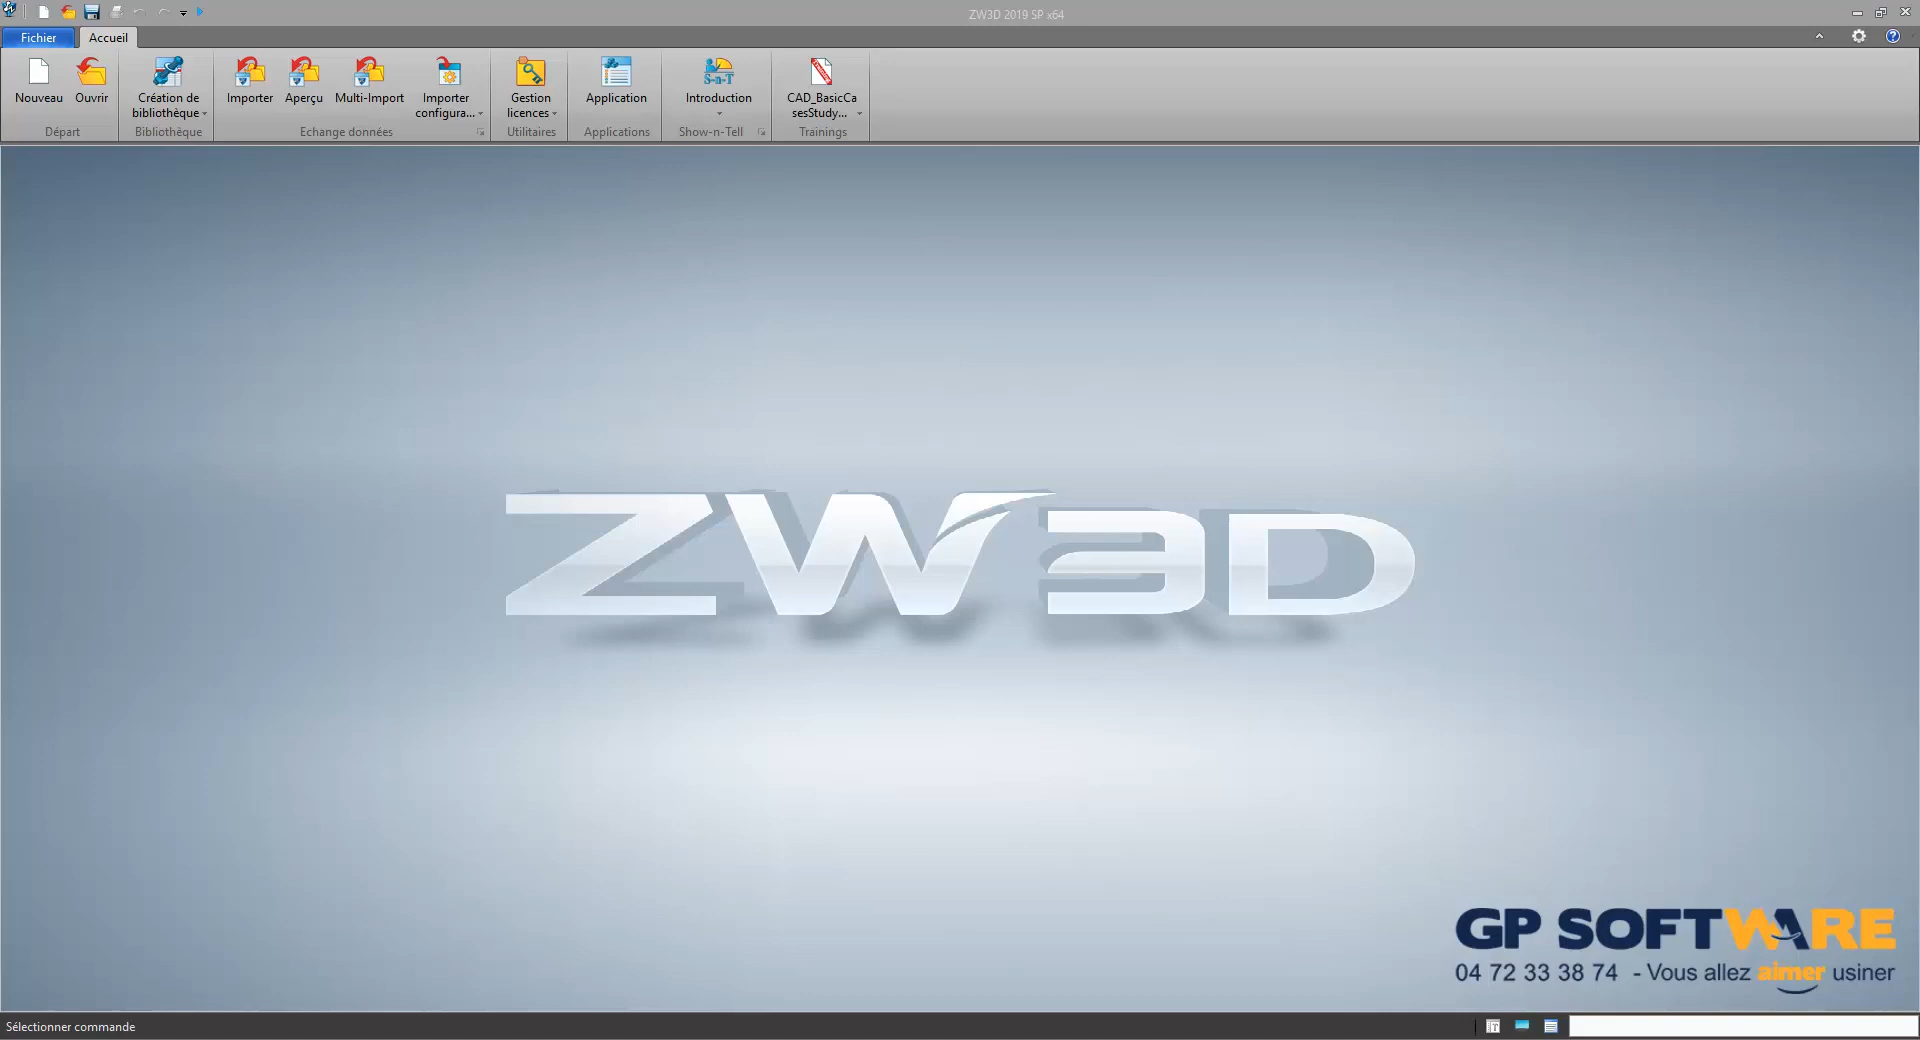 ZW3D 2019 SP x64
Fichier
Accueil
Nouveau
Ouvrir
Départ
Création de
bibliothèque
Bibliothèque
Importer
Aperçu
Multi-Import
Importer
configura...
Echange données
Gestion
licences
Utilitaires
Application
Applications
Introduction
Show-n-Tell
CAD_BasicCa
sesStudy...
Trainings
ZW3D
GP SOFTWARE
04 72 33 38 74 - Vous allez aimer usiner
Sélectionner commande